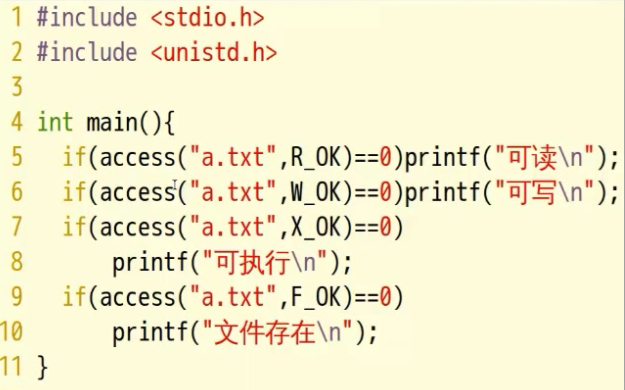 1 #include <stdio.h>
2 #include <unistd.h>
3
4 int main(){
5   if(access("a.txt",R_OK)==0)printf("可读\n");
6   if(access("a.txt",W_OK)==0)printf("可写\n");
7   if(access("a.txt",X_OK)==0)
8       printf("可执行\n");
9   if(access("a.txt",F_OK)==0)
10       printf("文件存在\n");
11 }